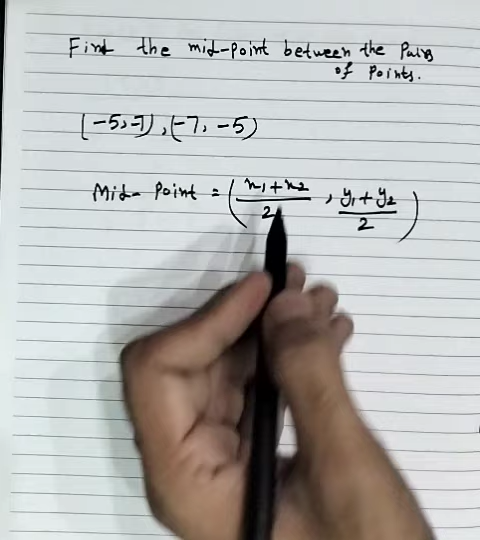 Find the mid-point between the Pairs
of Points.
(-5,-7), (-7, -5)
Mid- Point = (x₁+x₂/2, y₁+y₂/2)